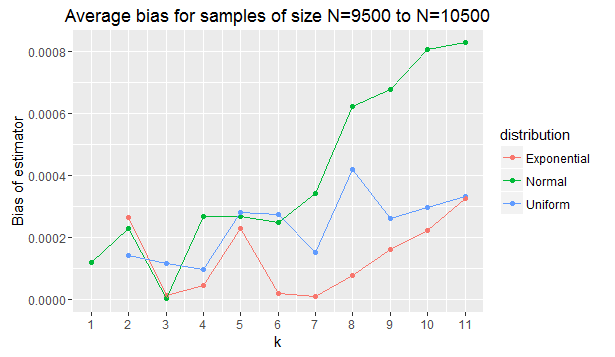 Average bias for samples of size N=9500 to N=10500
Bias of estimator
0.0008
0.0006
0.0004
0.0002
0.0000
1 2 3 4 5 6 7 8 9 10 11
k
distribution
Exponential
Normal
Uniform